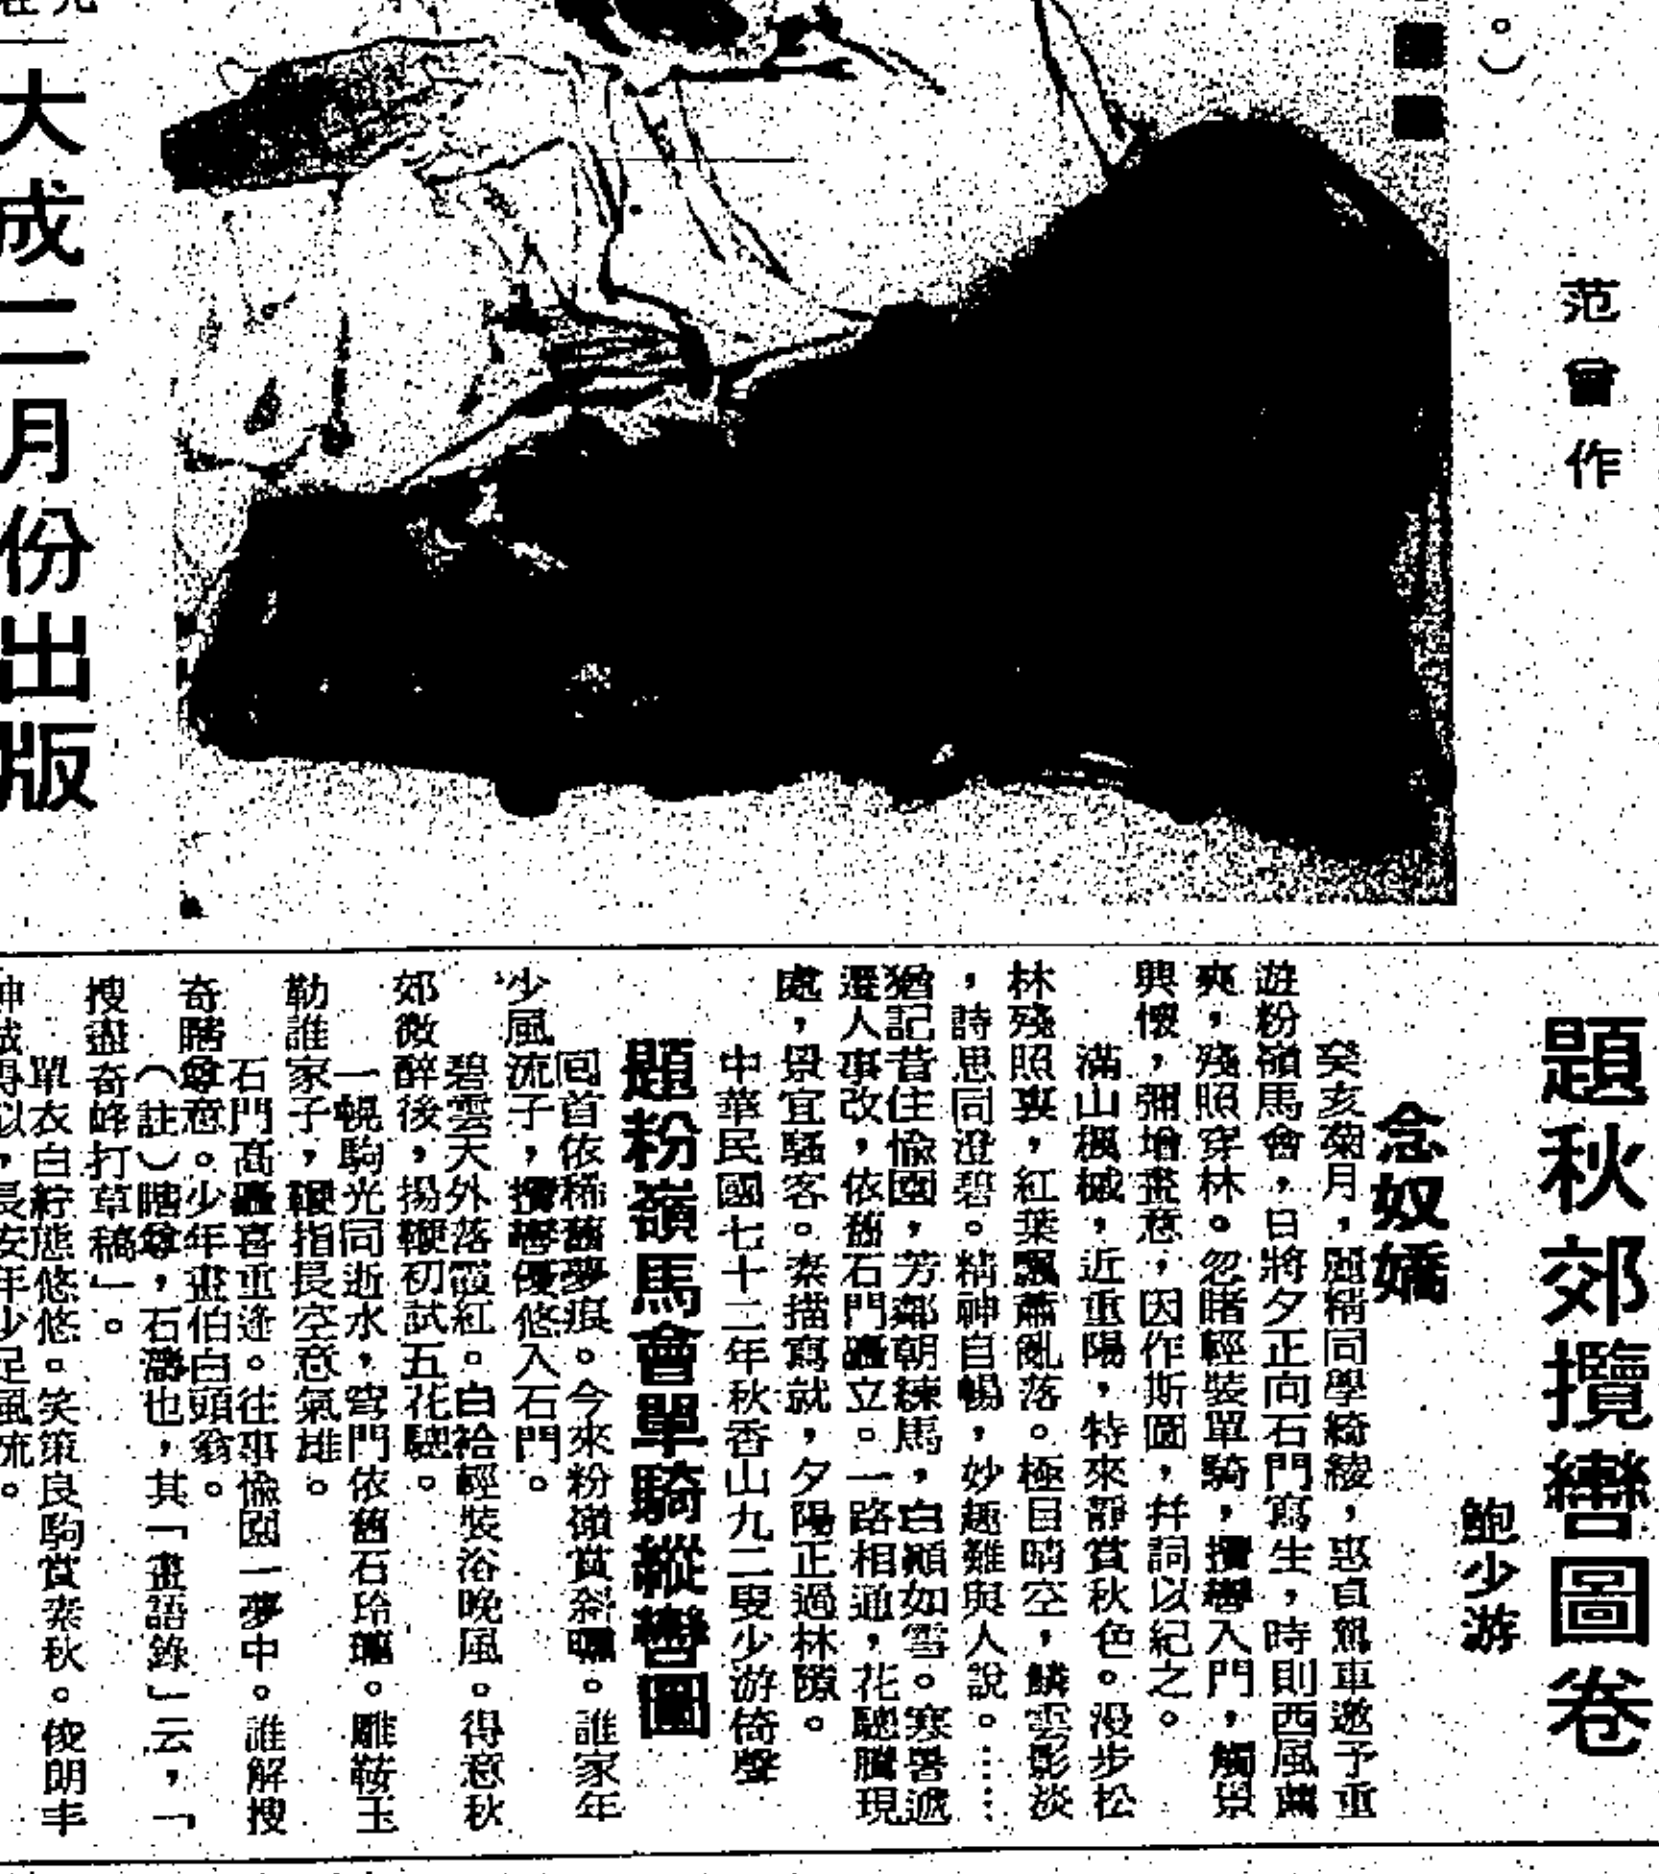 。）
范曾作
大成二月份出版
題秋郊攬轡圖卷
鮑少游
念奴嬌
癸亥菊月，關稍同學綺綾，惠自駕車邀予重
遊粉嶺馬會，日將夕正向石門寫生，時則西風薦
爽，殘照穿林。忽睹輕裝單騎，攬轡入門，觸景
興懷，彌增畫意，因作斯圖，幷詞以紀之。
滿山楓槭，近重陽，特來靜賞秋色。漫步松
林殘照裏，紅葉飄蕭亂落。極目晴空，鱗雲影淡
，詩思同澄碧。精神自暢，妙趣難與人說。……
猶記昔住愉園，芳鄰朝練馬，白顚如雪。寒暑遞
遷人事改，依舊石門矗立。一路相通，花驄驕現
處，景宜騷客。素描寫就，夕陽正過林隙。
中華民國七十二年秋香山九二叟少游倚聲
題粉嶺馬會單騎縱轡圖
囘首依稀舊夢痕。今來粉嶺賞斜曛。誰家年
少風流子，攬轡優悠入石門。
碧雲天外落霞紅。白袷輕裝浴晚風。得意秋
郊微醉後，揚鞭初試五花驄。
一幌駒光同逝水，穹門依舊石玲瓏。雕鞍玉
勒誰家子，鞭指長空意氣雄。
石門高矗喜重逢。往事愉園一夢中。誰解搜
奇瞎尊意。少年畫伯白頭翁。
（註）瞎尊，石濤也，其「畫語錄」云，「
搜盡奇峰打草稿」。
單衣白紵態悠悠。笑策良駒賞素秋。俊朗丰
神誠得似，長安年少足風流。